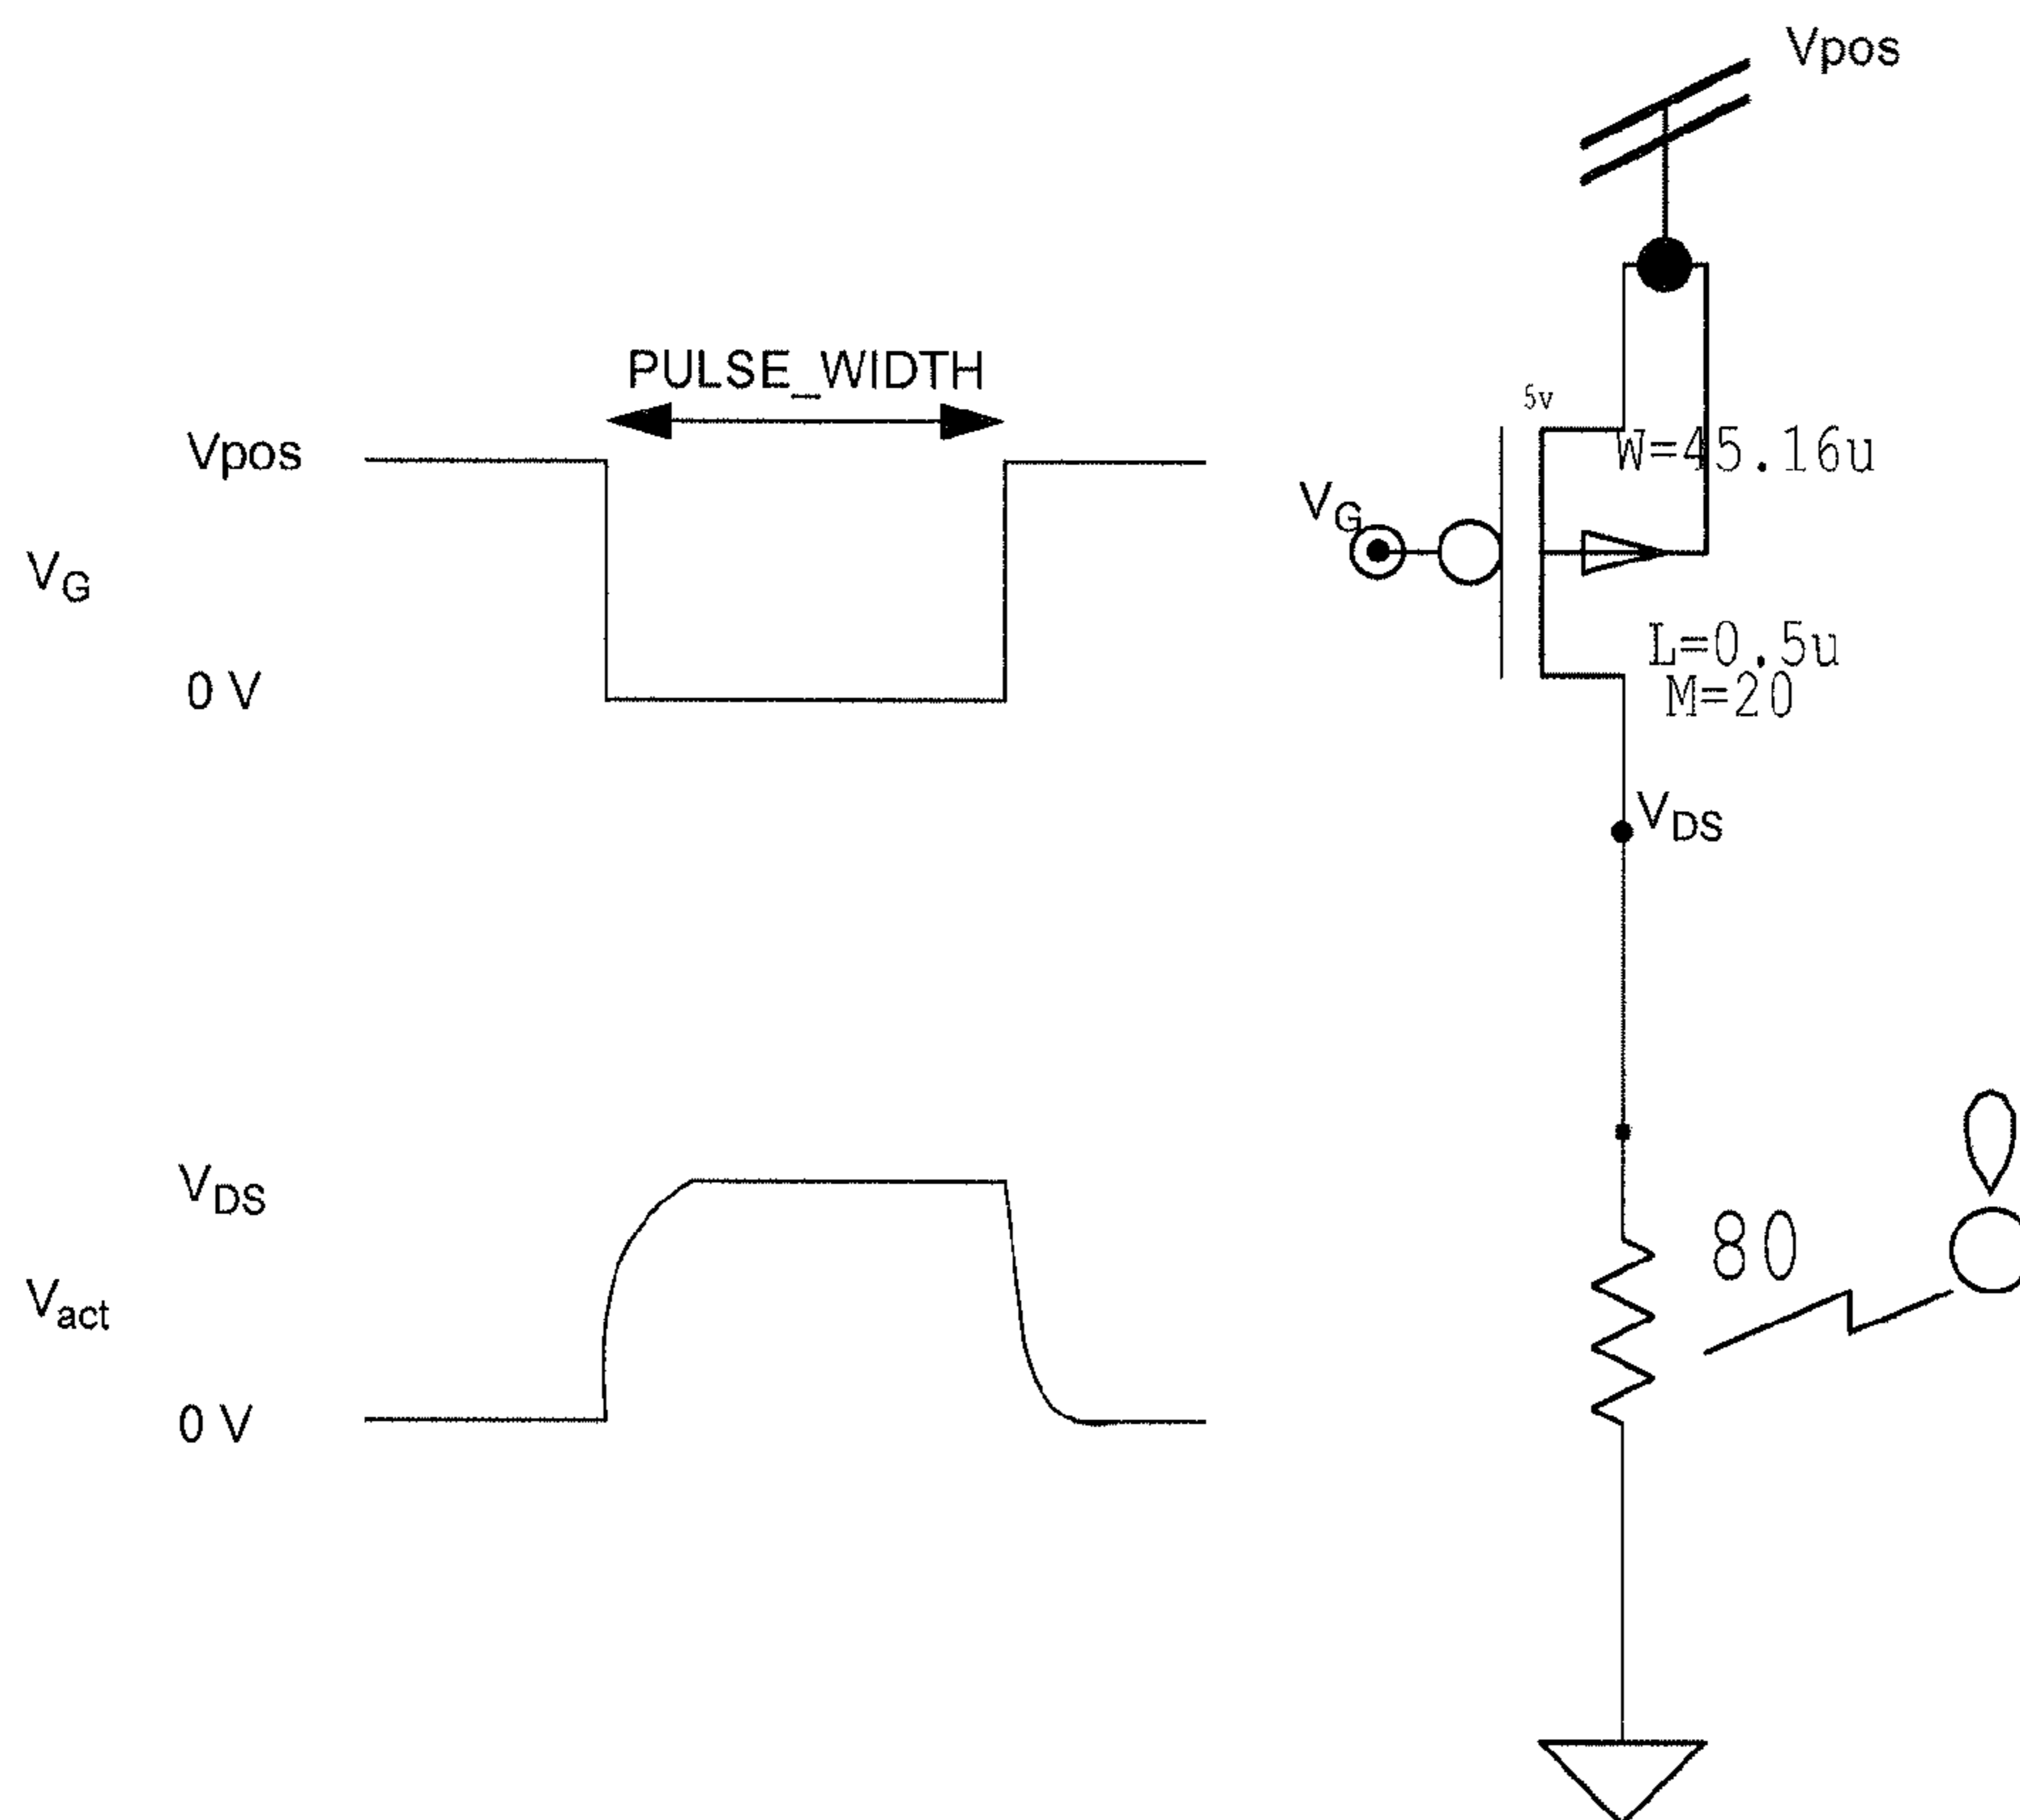 Vpos
PULSE_WIDTH
Vpos
VG
0 V
VG
5v
W=45.16u
L=0.5u
M=20
VDS
VDS
Vact
0 V
80